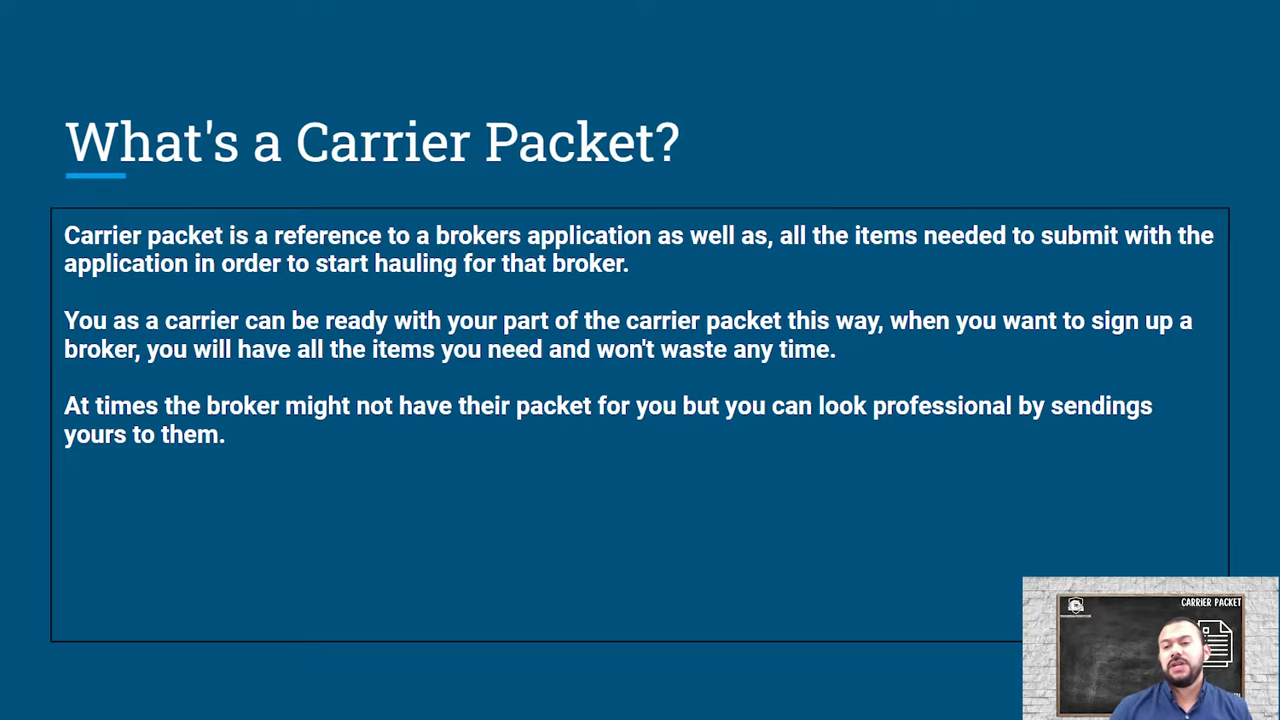 What's a Carrier Packet?
Carrier packet is a reference to a brokers application as well as, all the items needed to submit with the
application in order to start hauling for that broker.
You as a carrier can be ready with your part of the carrier packet this way, when you want to sign up a
broker, you will have all the items you need and won't waste any time.
At times the broker might not have their packet for you but you can look professional by sendings
yours to them.
CARRIER PACKET